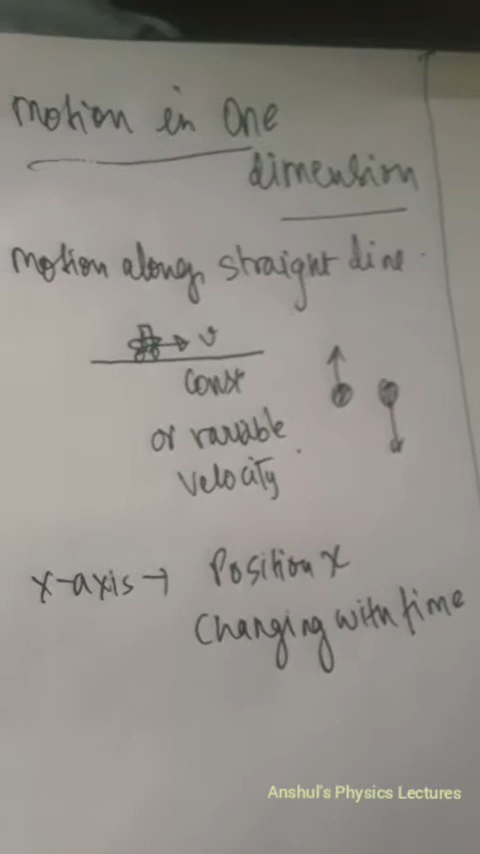 Motion in One
dimension
Motion along straight line.
v
const
or variable
velocity.
x-axis → Position x
Changing with time
Anshul's Physics Lectures